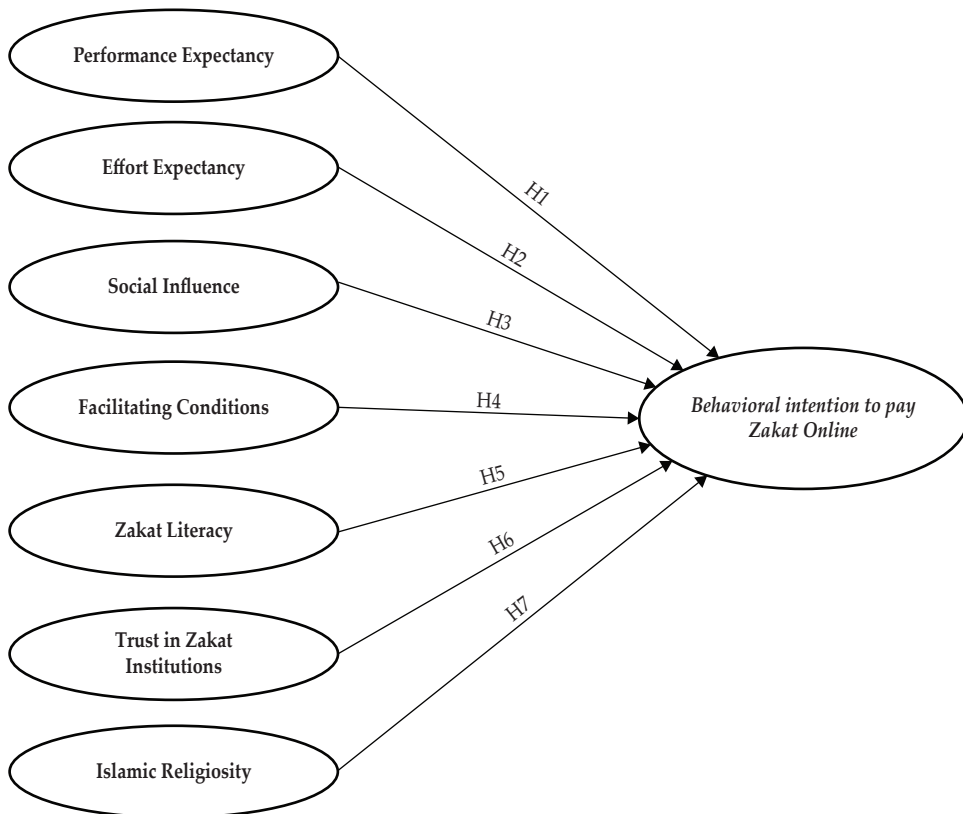 Performance Expectancy
Effort Expectancy
Social Influence
Facilitating Conditions
Zakat Literacy
Trust in Zakat
Institutions
Islamic Religiosity
H1
H2
H3
H4
H5
H6
H7
Behavioral intention to pay
Zakat Online